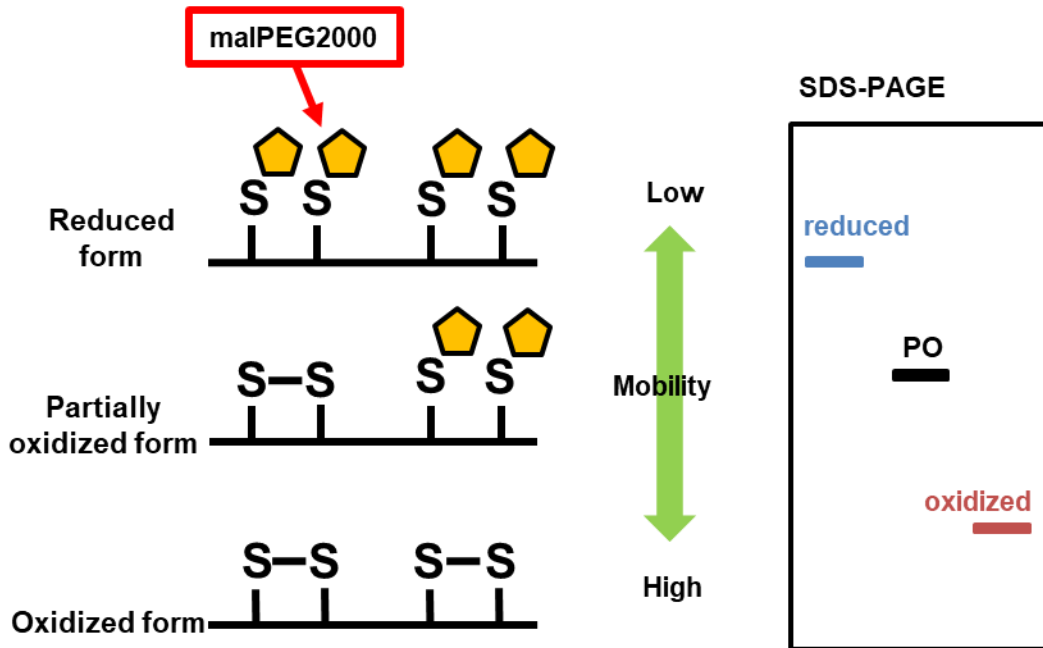 malPEG2000
SDS-PAGE
S S S S
Reduced
form
Low
reduced
S S S S
Partially
oxidized form
Mobility
PO
oxidized
S S S S
Oxidized form
High